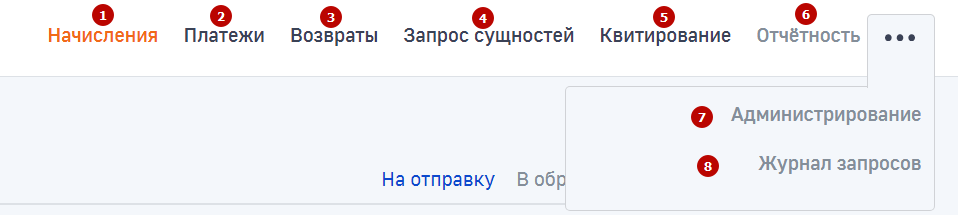 1 2 3 4 5 6
Начисления Платежи Возвраты Запрос сущностей Квитирование Отчётность •••
7 Администрирование
8 Журнал запросов
На отправку В обр